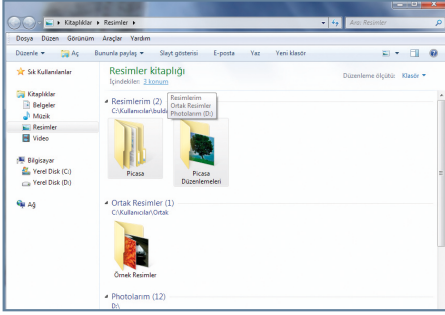 Kitaplıklar ▸ Resimler ▸
Ara: Resimler
Dosya Düzen Görünüm Araçlar Yardım
Düzenle ▾ Aç Bununla paylaş ▾ Slayt gösterisi E-posta Yaz Yeni klasör
Sık Kullanılanlar
Kitaplıklar
Belgeler
Müzik
Resimler
Video
Bilgisayar
Yerel Disk (C:)
Yerel Disk (D:)
Ağ
Resimler kitaplığı
İçindekiler: 3 konum
Düzenleme ölçütü: Klasör ▾
Resimlerim
Ortak Resimler
Photolarım (D:)
Resimlerim (2)
C:\Kullanıcılar\buldu
Picasa
Picasa
Düzenlemeleri
Ortak Resimler (1)
C:\Kullanıcılar\Ortak
Örnek Resimler
Photolarım (12)
D:\